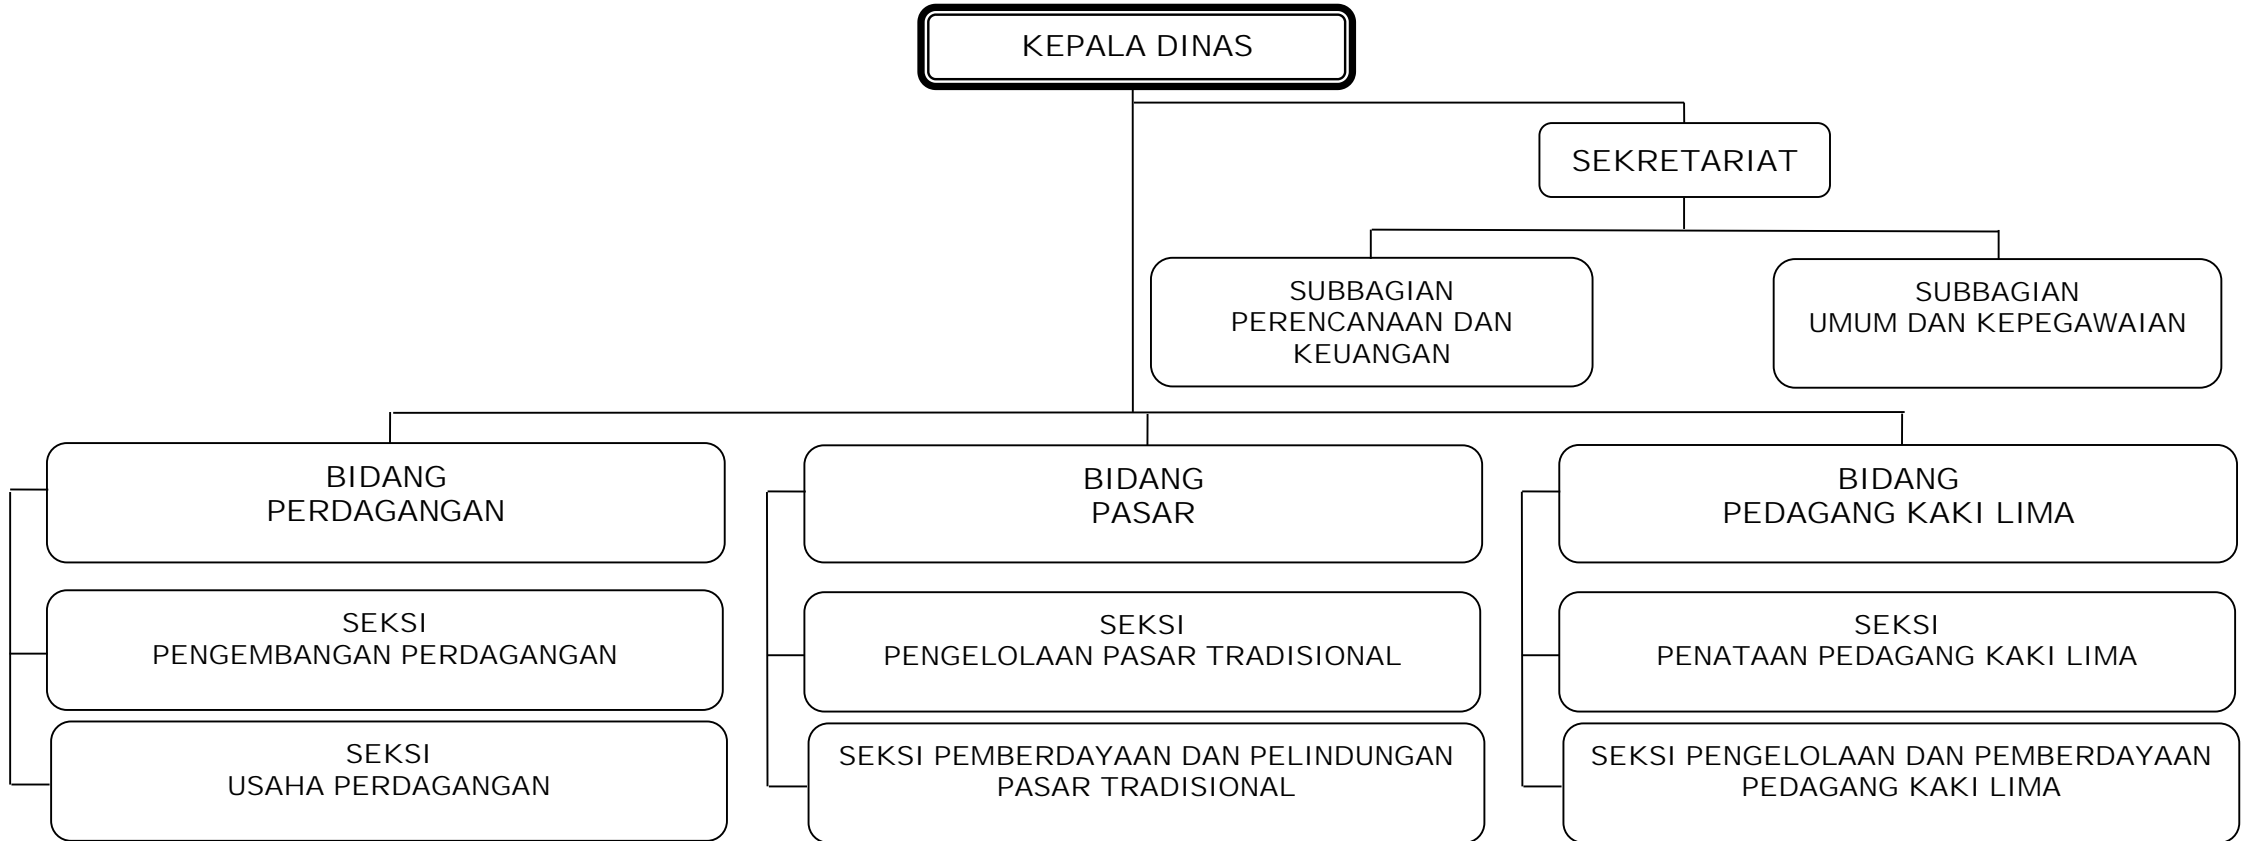 KEPALA DINAS
SEKRETARIAT
SUBBAGIAN
PERENCANAAN DAN
KEUANGAN
SUBBAGIAN
UMUM DAN KEPEGAWAIAN
BIDANG
PERDAGANGAN
SEKSI
PENGEMBANGAN PERDAGANGAN
SEKSI
USAHA PERDAGANGAN
BIDANG
PASAR
SEKSI
PENGELOLAAN PASAR TRADISIONAL
SEKSI PEMBERDAYAAN DAN PELINDUNGAN
PASAR TRADISIONAL
BIDANG
PEDAGANG KAKI LIMA
SEKSI
PENATAAN PEDAGANG KAKI LIMA
SEKSI PENGELOLAAN DAN PEMBERDAYAAN
PEDAGANG KAKI LIMA